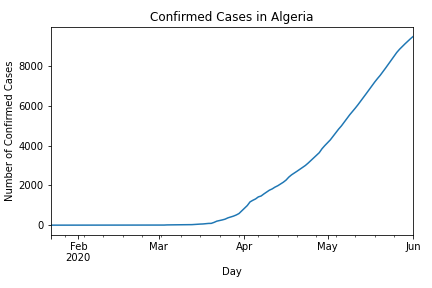 Confirmed Cases in Algeria
Number of Confirmed Cases
8000
6000
4000
2000
0
Feb Mar Apr May Jun
2020
Day